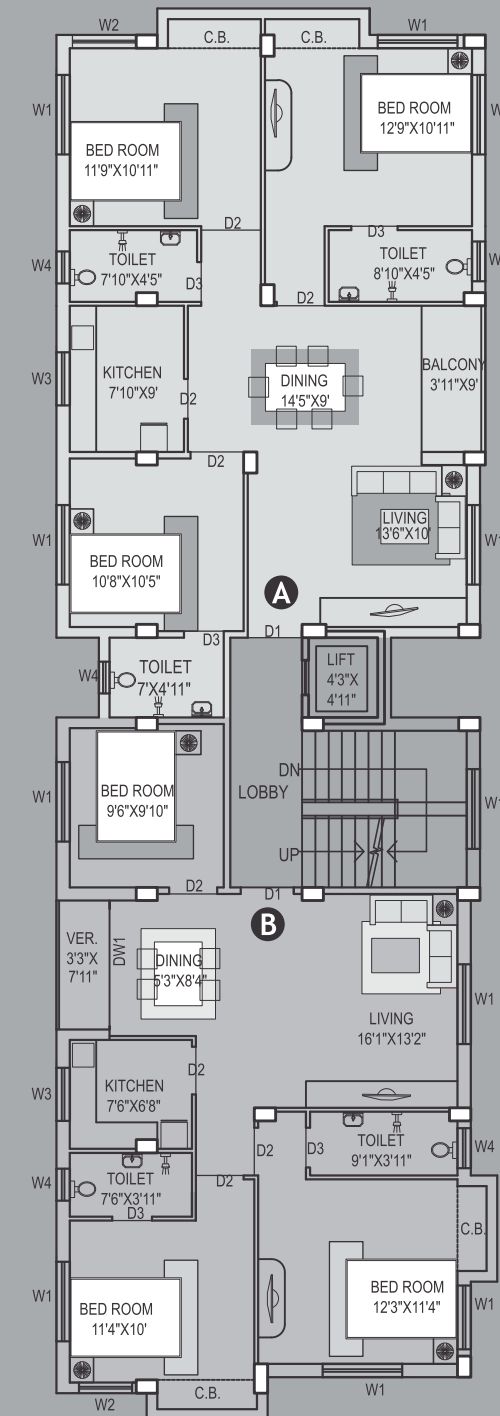 W2
W1
C.B.
C.B.
W1
BED ROOM
11'9"X10'11"
BED ROOM
12'9"X10'11"
W
D2
D3
W4
TOILET
7'10"X4'5"
D3
TOILET
8'10"X4'5"
W
D2
W3
KITCHEN
7'10"X9'
D2
DINING
14'5"X9'
BALCONY
3'11"X9'
D2
W1
BED ROOM
10'8"X10'5"
LIVING
13'6"X10'
W1
A
D3
D1
W4
TOILET
7'X4'11"
LIFT
4'3"X
4'11"
W1
BED ROOM
9'6"X9'10"
DN
LOBBY
UP
W1
D2
D1
B
VER.
3'3"X
7'11"
DW1
DINING
5'3"X8'4"
LIVING
16'1"X13'2"
W1
W3
KITCHEN
7'6"X6'8"
D2
W4
TOILET
7'6"X3'11"
D3
D2
D2
D3
TOILET
9'1"X3'11"
W4
C.B.
W1
BED ROOM
11'4"X10'
BED ROOM
12'3"X11'4"
W1
W2
C.B.
W1